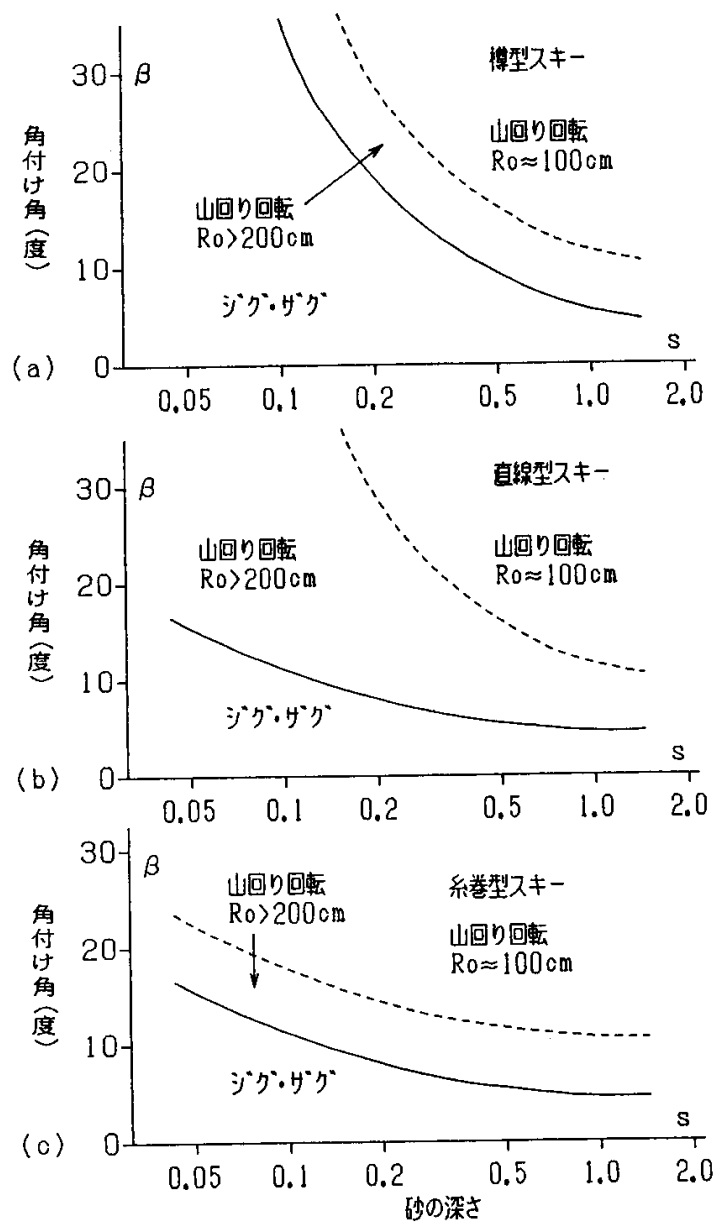 30
β
樽型スキー
角付け角(度)
20
山回り回転
Ro≈100cm
山回り回転
Ro>200cm
10
ジグ・ザグ
S
(a)
0
0.05
0.1
0.2
0.5
1.0
2.0
30
β
直線型スキー
角付け角(度)
山回り回転
Ro>200cm
山回り回転
Ro≈100cm
20
10
ジグ・ザグ
S
(b)
0
0.05
0.1
0.2
0.5
1.0
2.0
30
β
山回り回転
Ro>200cm
糸巻型スキー
角付け角(度)
山回り回転
Ro≈100cm
20
10
ジグ・ザグ
S
(c)
0
0.05
0.1
0.2
0.5
1.0
2.0
砂の深さ